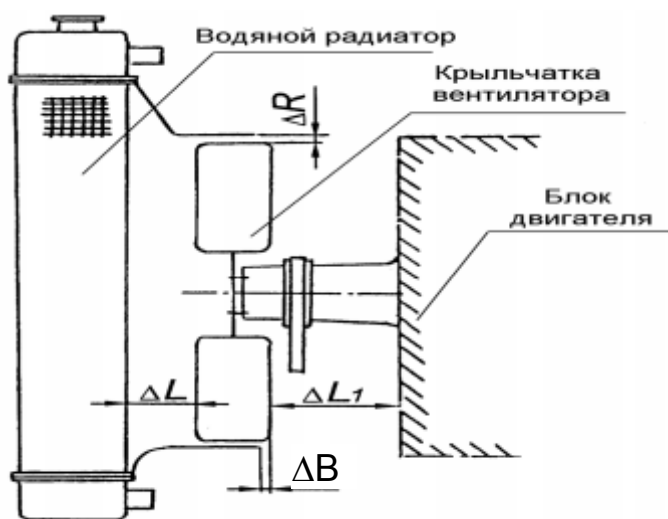 Водяной радиатор
Крыльчатка
вентилятора
ΔR
Блок
двигателя
ΔL
ΔL1
ΔB